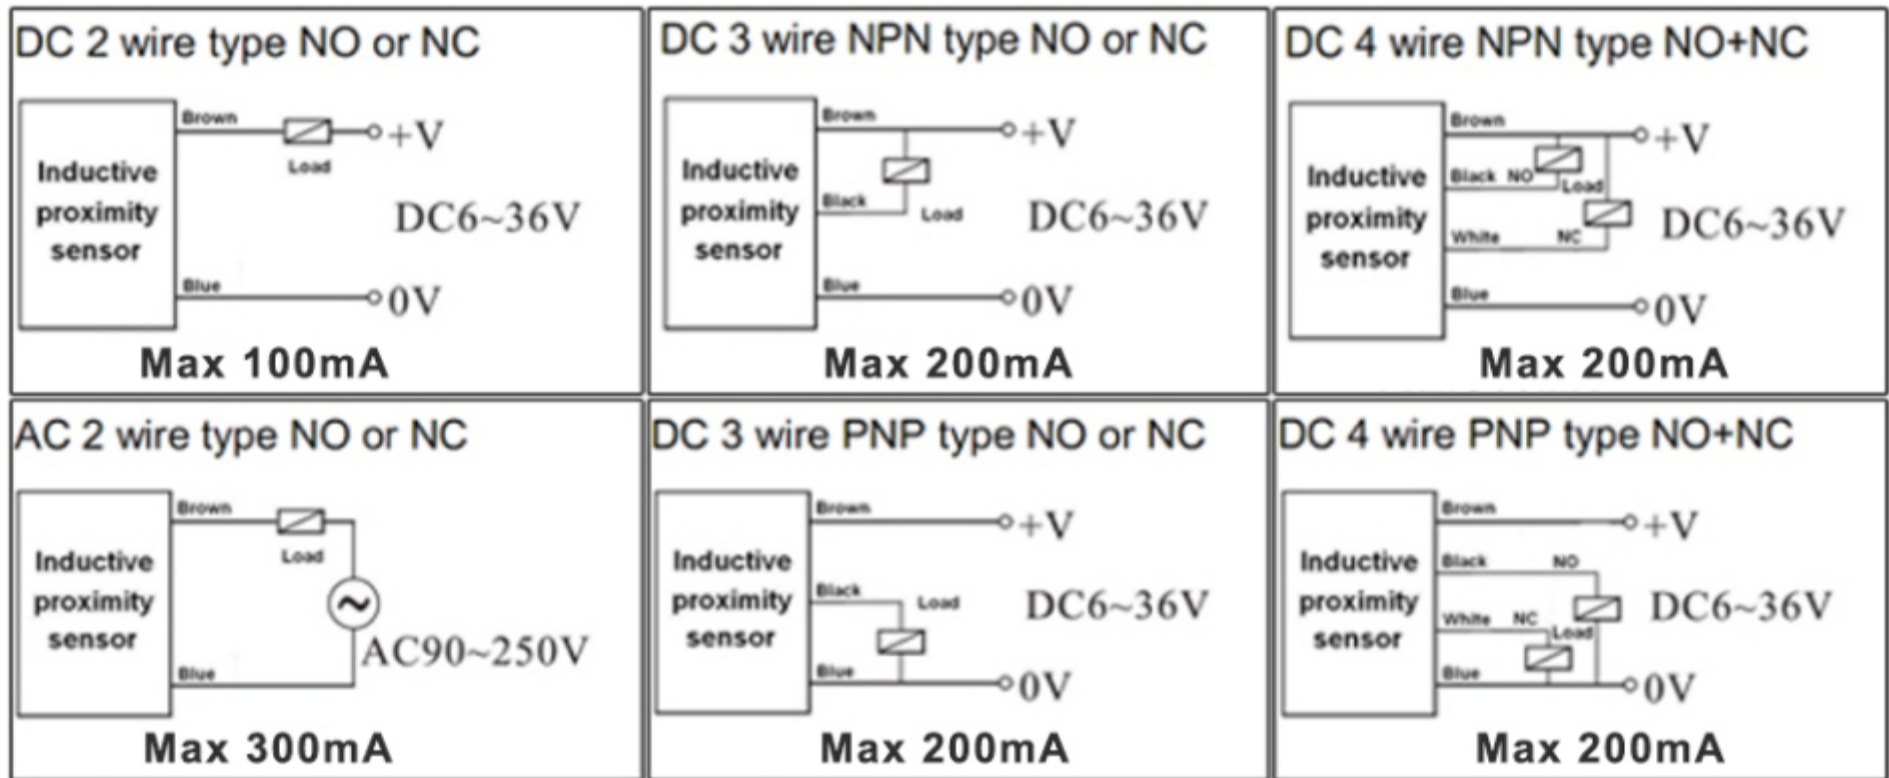 DC 2 wire type NO or NC
Brown
Load
+V
Inductive
proximity
sensor
DC6~36V
Blue
0V
Max 100mA
DC 3 wire NPN type NO or NC
Brown
+V
Inductive
proximity
sensor
Black
Load
DC6~36V
Blue
0V
Max 200mA
DC 4 wire NPN type NO+NC
Brown
+V
Inductive
proximity
sensor
Black NO
Load
DC6~36V
White NC
Blue
0V
Max 200mA
AC 2 wire type NO or NC
Brown
Load
Inductive
proximity
sensor
~
AC90~250V
Blue
Max 300mA
DC 3 wire PNP type NO or NC
Brown
+V
Inductive
proximity
sensor
Black
Load
DC6~36V
Blue
0V
Max 200mA
DC 4 wire PNP type NO+NC
Brown
+V
Inductive
proximity
sensor
Black NO
DC6~36V
White NC
Load
Blue
0V
Max 200mA